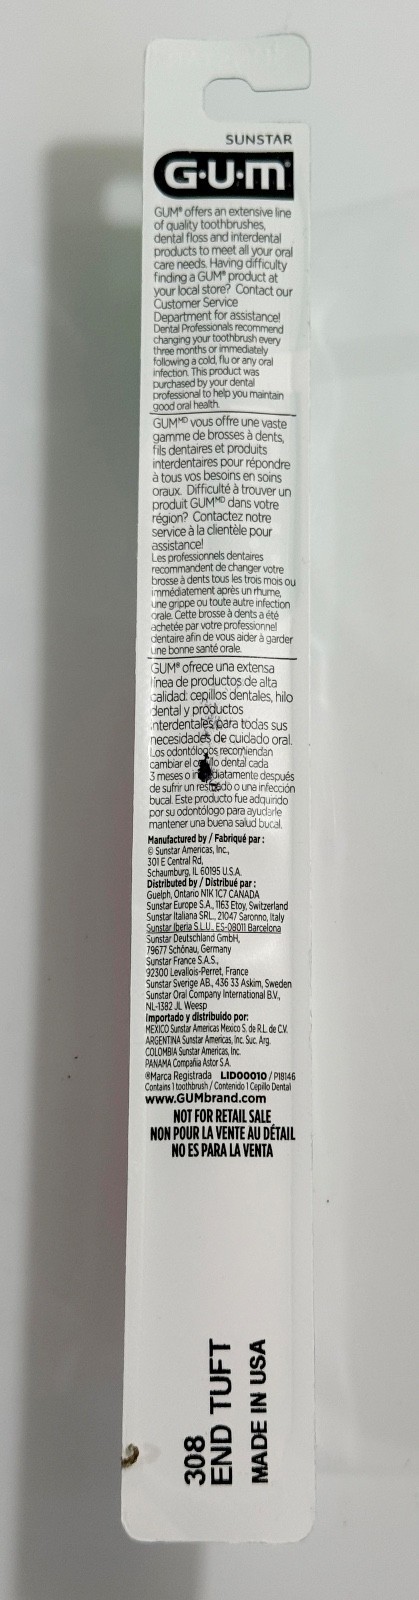 SUNSTAR
G·U·M®
GUM® offers an extensive line
of quality toothbrushes,
dental floss and interdental
products to meet all your oral
care needs. Having difficulty
finding a GUM® product at
your local store? Contact our
Customer Service
Department for assistance!
Dental Professionals recommend
changing your toothbrush every
three months or immediately
following a cold, flu or any oral
infection. This product was
purchased by your dental
professional to help you maintain
good oral health.
GUMMD vous offre une vaste
gamme de brosses à dents,
fils dentaires et produits
interdentaires pour répondre
à tous vos besoins en soins
oraux. Difficulté à trouver un
produit GUMMD dans votre
région? Contactez notre
service à la clientèle pour
assistance!
Les professionnels dentaires
recommandent de changer votre
brosse à dents tous les trois mois ou
immédiatement après un rhume,
une grippe ou toute autre infection
orale. Cette brosse à dents a été
achetée par votre professionnel
dentaire afin de vous aider à garder
une bonne santé orale.
GUM® ofrece una extensa
línea de productos de alta
calidad: cepillos dentales, hilo
dental y productos
interdentales para todas sus
necesidades de cuidado oral.
Los odontólogos recomiendan
cambiar el dental cada
3 meses o después
de sufrir un o una infección
bucal. Este producto fue adquirido
por su odontólogo para ayudarle
mantener una buena salud bucal.
Manufactured by / Fabriqué par :
© Sunstar Americas, Inc.,
301 E Central Rd,
Schaumburg, IL 60195 U.S.A.
Distributed by / Distribué par :
Guelph, Ontario N1K 1C7 CANADA
Sunstar Europe S.A., 1163 Etoy, Switzerland
Sunstar Italiana SRL., 21047 Saronno, Italy
Sunstar Iberia S.L.U. ES-08011 Barcelona
Sunstar Deutschland GmbH,
79677 Schönau, Germany
Sunstar France S.A.S.,
92300 Levallois-Perret, France
Sunstar Sverige AB., 436 33 Askim, Sweden
Sunstar Oral Company International B.V.,
NL-1382 JL Weesp
Importado y distribuido por:
MEXICO Sunstar Americas Mexico S. de R.L. de C.V.
ARGENTINA Sunstar Americas, Inc. Suc. Arg.
COLOMBIA Sunstar Americas, Inc.
PANAMA Compañia Astor S.A.
®Marca Registrada LID00010 / P18146
Contains 1 toothbrush / Contenido 1 Cepillo Dental
www.GUMbrand.com
NOT FOR RETAIL SALE
NON POUR LA VENTE AU DÉTAIL
NO ES PARA LA VENTA
308
END TUFT
MADE IN USA